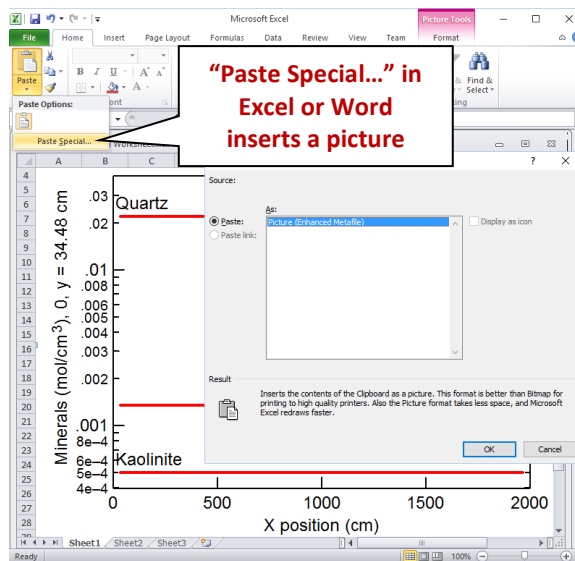 Microsoft Excel
Picture Tools
File Home Insert Page Layout Formulas Data Review View Team Format
Paste
B I U A A
A
Find &
Select
Paste Options:
Paste Special...
“Paste Special...” in
Excel or Word
inserts a picture
A B C
? X
Source:
As:
Paste:
Paste link:
Picture (Enhanced Metafile)
Display as icon
Result
Inserts the contents of the Clipboard as a picture. This format is better than Bitmap for
printing to high quality printers. Also the Picture format takes less space, and Microsoft
Excel redraws faster.
OK Cancel
4
5
6
7
8
9
10
11
12
13
14
15
16
17
18
19
20
21
22
23
24
25
26
27
28
Minerals (mol/cm³), 0, y = 34.48 cm
Quartz
Kaolinite
.03
.02
.01
.008
.006
.005
.004
.003
.002
.001
8e–4
6e–4
5e–4
4e–4
0 500 1000 1500 2000
X position (cm)
Sheet1 Sheet2 Sheet3
Ready 100%